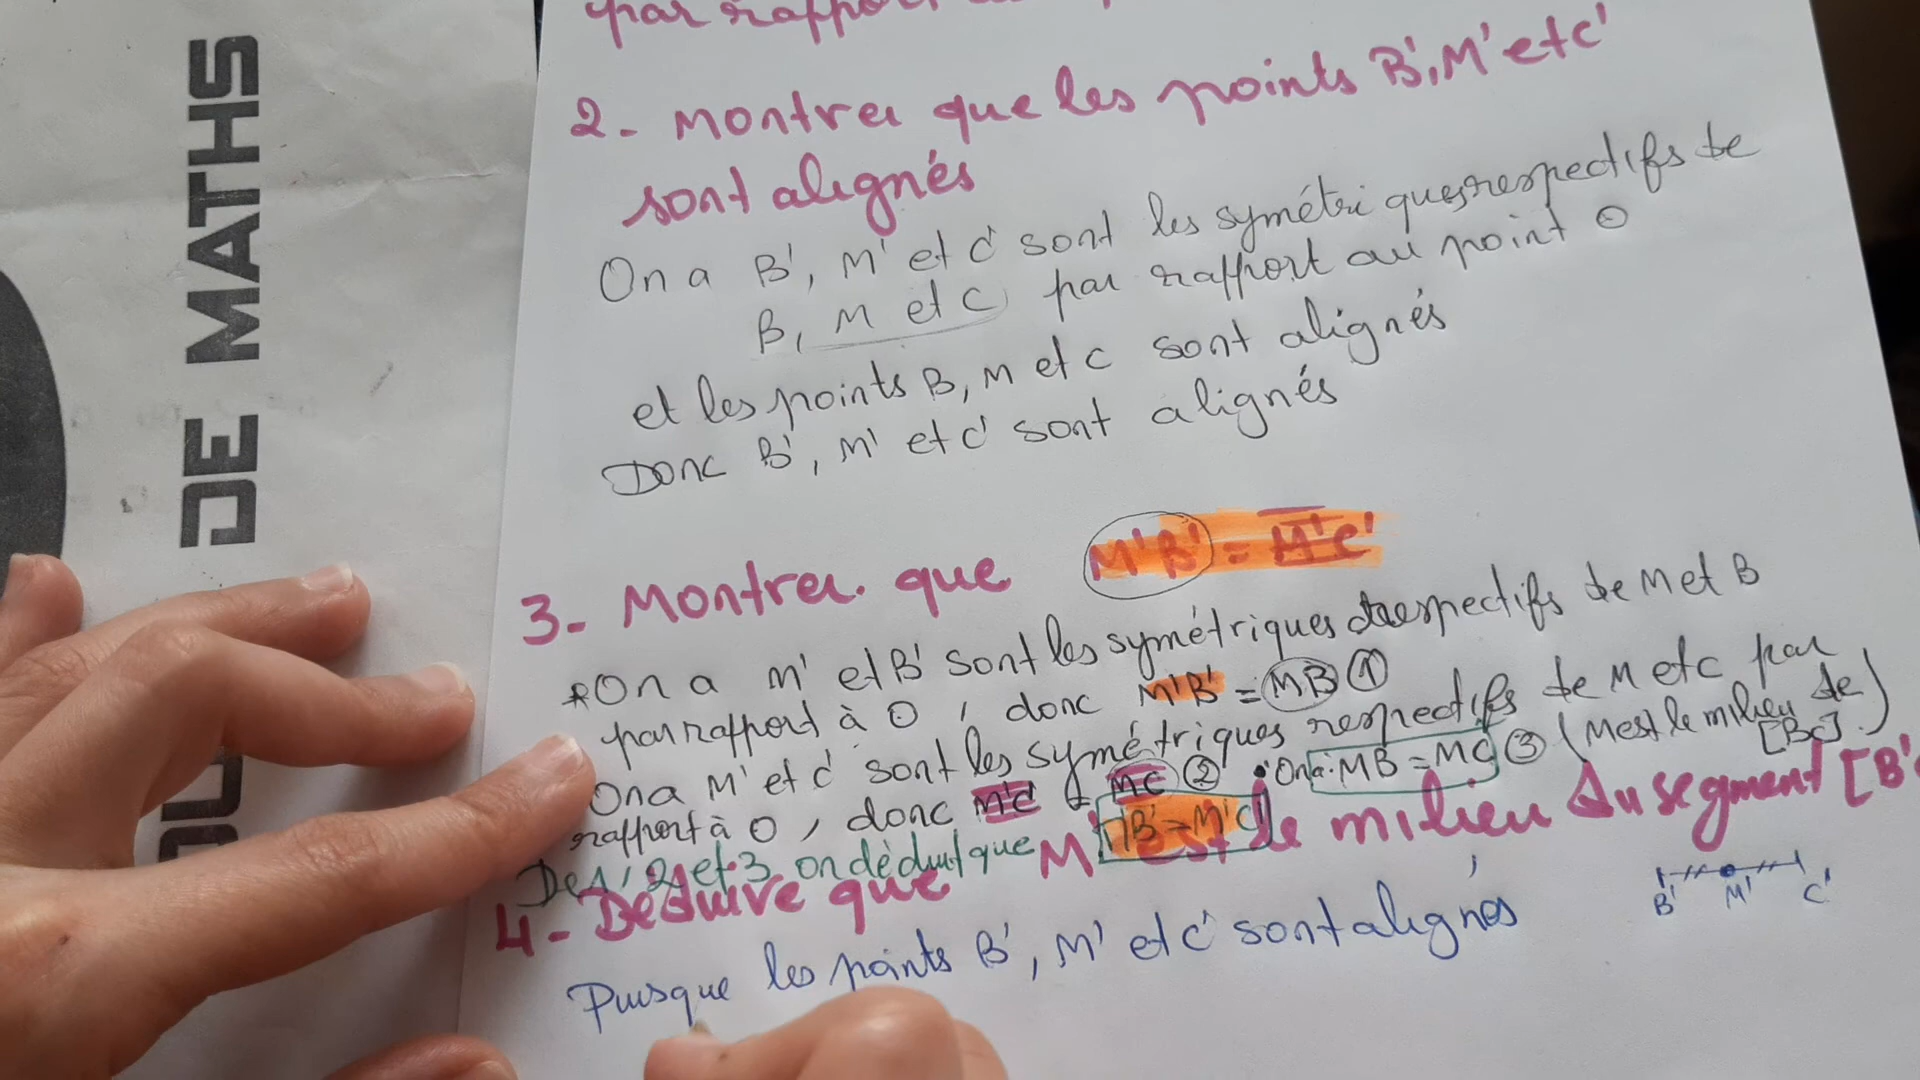 par rapport
2- Montrer que les points B', M' et C'
sont alignés
On a B', M' et C' sont les symétriques respectifs de
B, M et C par rapport au point O
et les points B, M et C sont alignés
Donc B', M' et C' sont alignés
3- Montrer que M'B' = M'C'
*On a M' et B' sont les symétriques respectifs de M et B
par rapport à O, donc M'B' = MB ①
On a M' et C' sont les symétriques respectifs de M et C par
rapport à O, donc M'C' = MC ② • On a: MB = MC ③ (M est le milieu de [BC].)
De 1, 2 et 3 on déduit que M'B' = M'C'
4- Déduire que M' est le milieu du segment [B'
B' M' C'
Puisque les points B', M' et C' sont alignés
DE MATHS